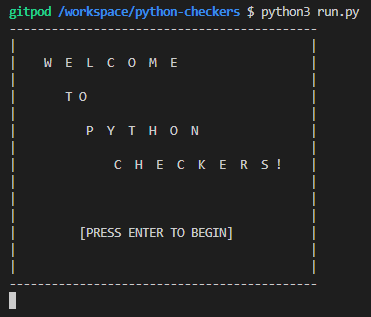 gitpod /workspace/python-checkers $ python3 run.py
--------------------------------------------
|                                          |
|    W E L C O M E                         |
|                                          |
|       T O                                |
|                                          |
|          P Y T H O N                     |
|                                          |
|              C H E C K E R S !           |
|                                          |
|                                          |
|                                          |
|         [PRESS ENTER TO BEGIN]           |
|                                          |
|                                          |
--------------------------------------------